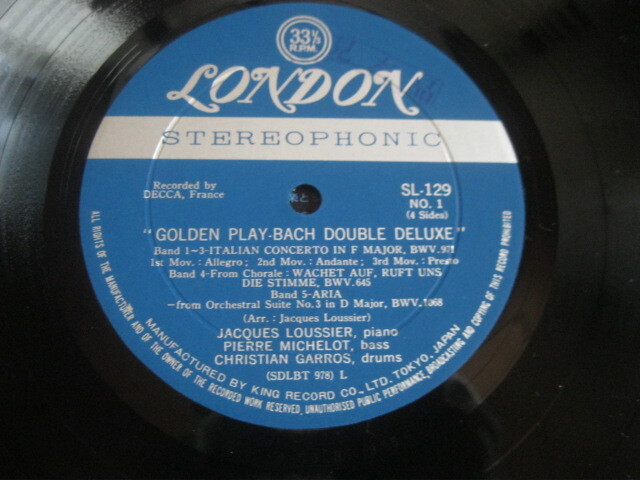 33⅓
R.P.M.
LONDON
STEREOPHONIC
Recorded by
DECCA, France
SL-129
NO. 1
(4 Sides)
"GOLDEN PLAY-BACH DOUBLE DELUXE"
Band 1-3-ITALIAN CONCERTO IN F MAJOR, BWV. 971
1st Mov.: Allegro; 2nd Mov.: Andante; 3rd Mov.: Presto
Band 4-From Chorale: WACHET AUF, RUFT UNS
DIE STIMME, BWV. 645
Band 5-ARIA
—from Orchestral Suite No. 3 in D Major, BWV. 1068
(Arr.: Jacques Loussier)
JACQUES LOUSSIER, piano
PIERRE MICHELOT, bass
CHRISTIAN GARROS, drums
(SDLBT 978) L
MANUFACTURED BY KING RECORD CO., LTD. TOKYO, JAPAN
ALL RIGHTS OF THE MANUFACTURER AND OF THE OWNER OF THE RECORDED WORK RESERVED, UNAUTHORISED PUBLIC PERFORMANCE, BROADCASTING AND COPYING OF THIS RECORD PROHIBITED